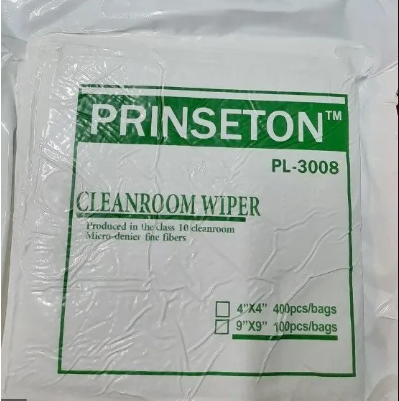 PRINSETON™
PL-3008
CLEANROOM WIPER
Produced in the class 10 cleanroom
Micro-denier fine fibers
4"X4" 400pcs/bags
9"X9" 100pcs/bags